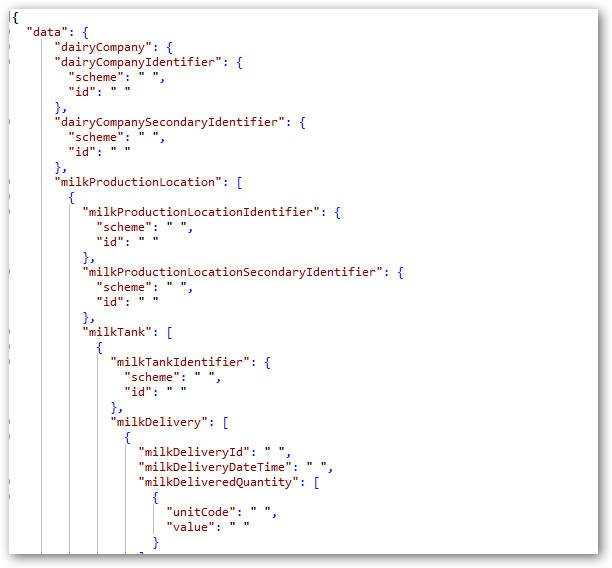 {
  "data": {
      "dairyCompany": {
      "dairyCompanyIdentifier": {
        "scheme": " ",
        "id": " "
      },
      "dairyCompanySecondaryIdentifier": {
        "scheme": " ",
        "id": " "
      },
      "milkProductionLocation": [
        {
          "milkProductionLocationIdentifier": {
            "scheme": " ",
            "id": " "
          },
          "milkProductionLocationSecondaryIdentifier": {
            "scheme": " ",
            "id": " "
          },
          "milkTank": [
            {
              "milkTankIdentifier": {
                "scheme": " ",
                "id": " "
              },
              "milkDelivery": [
                {
                  "milkDeliveryId": " ",
                  "milkDeliveryDateTime": " ",
                  "milkDeliveredQuantity": [
                    {
                      "unitCode": " ",
                      "value": " "
                    }